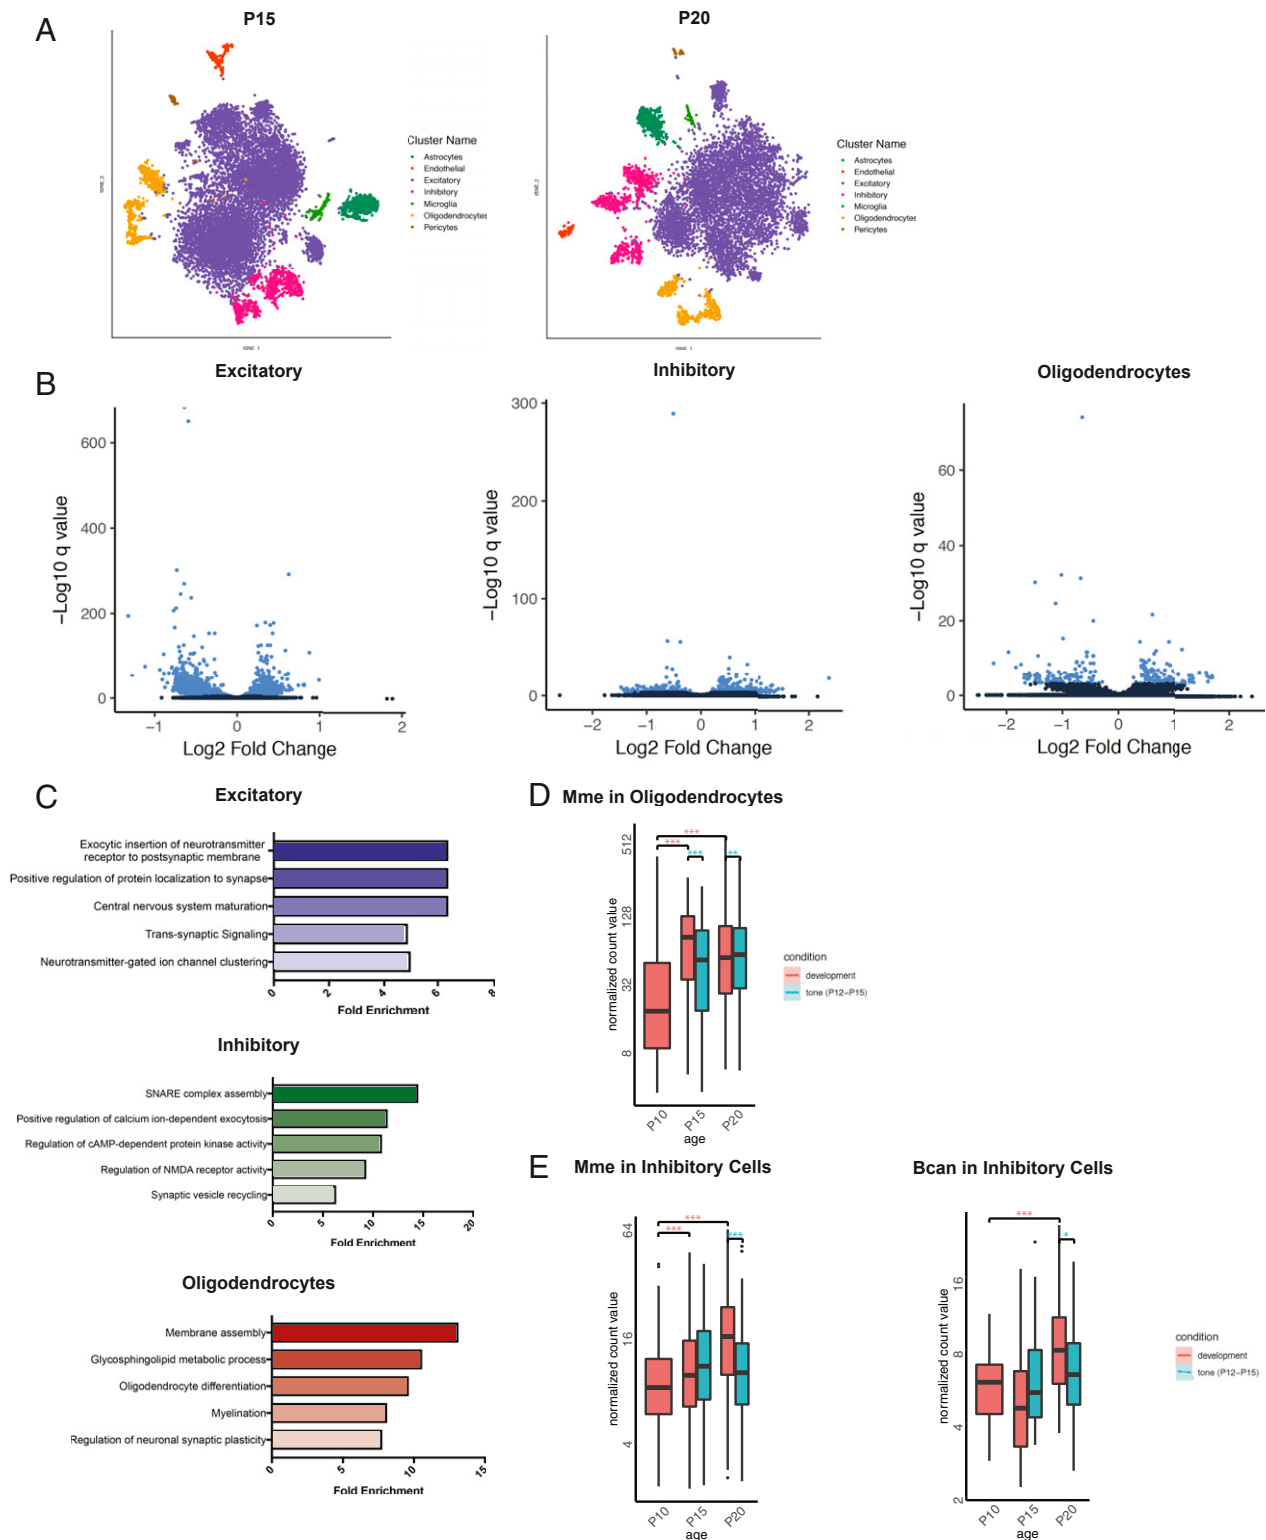 A
P15
P20
tSNE_2
tSNE_1
Cluster Name
Astrocytes
Endothelial
Excitatory
Inhibitory
Microglia
Oligodendrocytes
Pericytes
tSNE_2
tSNE_1
Cluster Name
Astrocytes
Endothelial
Excitatory
Inhibitory
Microglia
Oligodendrocytes
Pericytes
B
Excitatory
−Log10 q value
600
400
200
0
−1
0
1
2
Log2 Fold Change
Inhibitory
−Log10 q value
300
200
100
0
−2
−1
0
1
2
Log2 Fold Change
Oligodendrocytes
−Log10 q value
60
40
20
0
−2
−1
0
1
2
Log2 Fold Change
C
Excitatory
Exocytic insertion of neurotransmitter
receptor to postsynaptic membrane
Positive regulation of protein localization to synapse
Central nervous system maturation
Trans-synaptic Signaling
Neurotransmitter-gated ion channel clustering
0 2 4 6 8
Fold Enrichment
Inhibitory
SNARE complex assembly
Positive regulation of calcium ion-dependent exocytosis
Regulation of cAMP-dependent protein kinase activity
Regulation of NMDA receptor activity
Synaptic vesicle recycling
0 5 10 15 20
Fold Enrichment
Oligodendrocytes
Membrane assembly
Glycosphingolipid metabolic process
Oligodendrocyte differentiation
Myelination
Regulation of neuronal synaptic plasticity
0 5 10 15
Fold Enrichment
D Mme in Oligodendrocytes
normalized count value
512
128
32
8
***
***
***
**
P10 P15 P20
age
condition
development
tone (P12−P15)
E
Mme in Inhibitory Cells
normalized count value
64
16
4
***
***
***
P10 P15 P20
age
Bcan in Inhibitory Cells
normalized count value
16
8
4
2
***
*
P10 P15 P20
age
condition
development
tone (P12−P15)